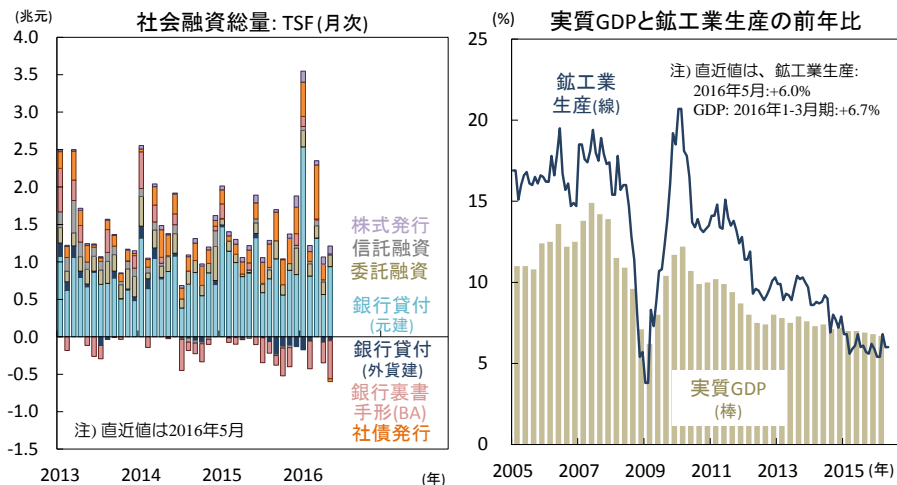 (兆元)
社会融資総量: TSF (月次)
4.0
3.5
3.0
2.5
2.0
1.5
1.0
0.5
0.0
-0.5
-1.0
-1.5
株式発行
信託融資
委託融資
銀行貸付
(元建)
銀行貸付
(外貨建)
銀行裏書
手形(BA)
社債発行
注) 直近値は2016年5月
2013 2014 2015 2016 (年)
(%)
実質GDPと鉱工業生産の前年比
25
20
15
10
5
0
鉱工業
生産(線)
注) 直近値は、鉱工業生産:
2016年5月:+6.0%
GDP: 2016年1-3月期:+6.7%
実質GDP
(棒)
2005 2007 2009 2011 2013 2015 (年)